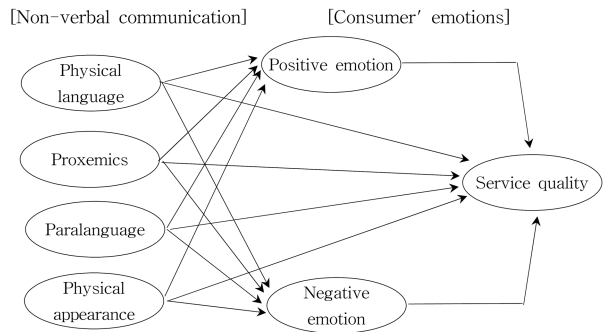 [Non-verbal communication]
[Consumer′ emotions]
Physical
language
Positive emotion
Proxemics
Service quality
Paralanguage
Physical
appearance
Negative
emotion